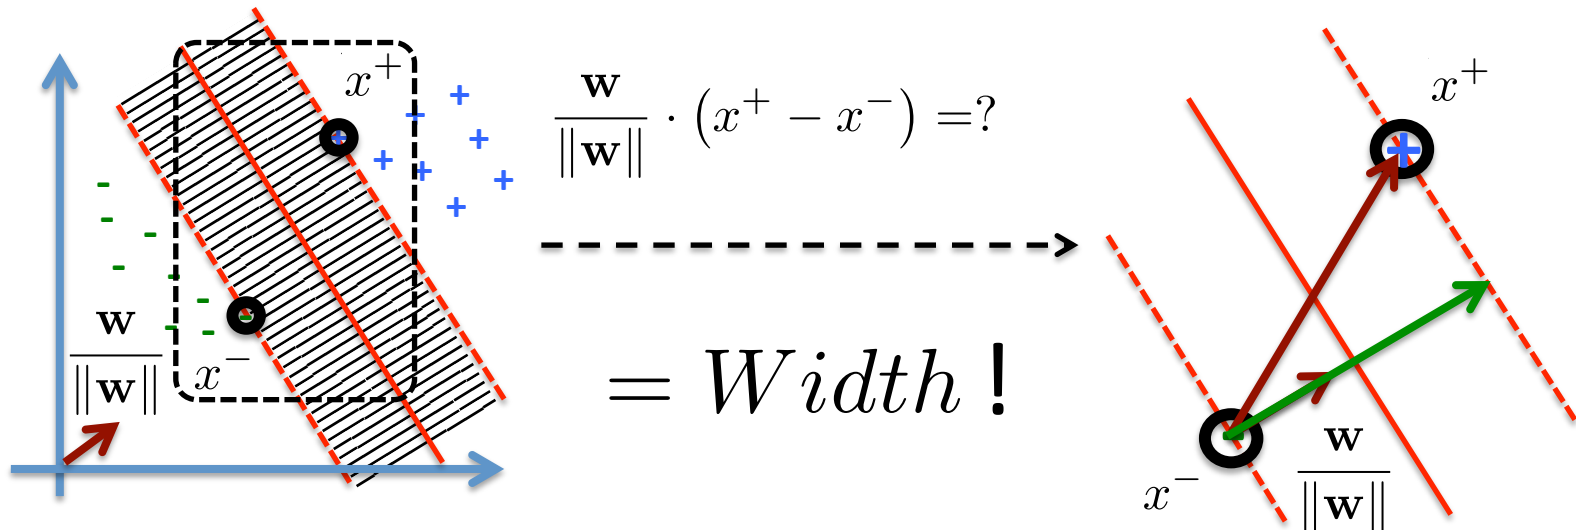 x⁺
w/‖w‖ · (x⁺ − x⁻) =?
x⁺
w/‖w‖
x⁻
= Width !
w/‖w‖
x⁻